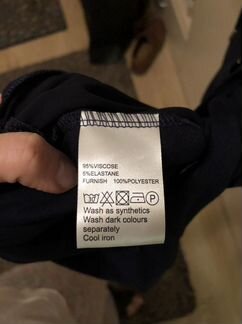 95%VISCOSE
5%ELASTANE
FURNISH 100%POLYESTER
Wash as synthetics
Wash dark colours
separately
Cool iron